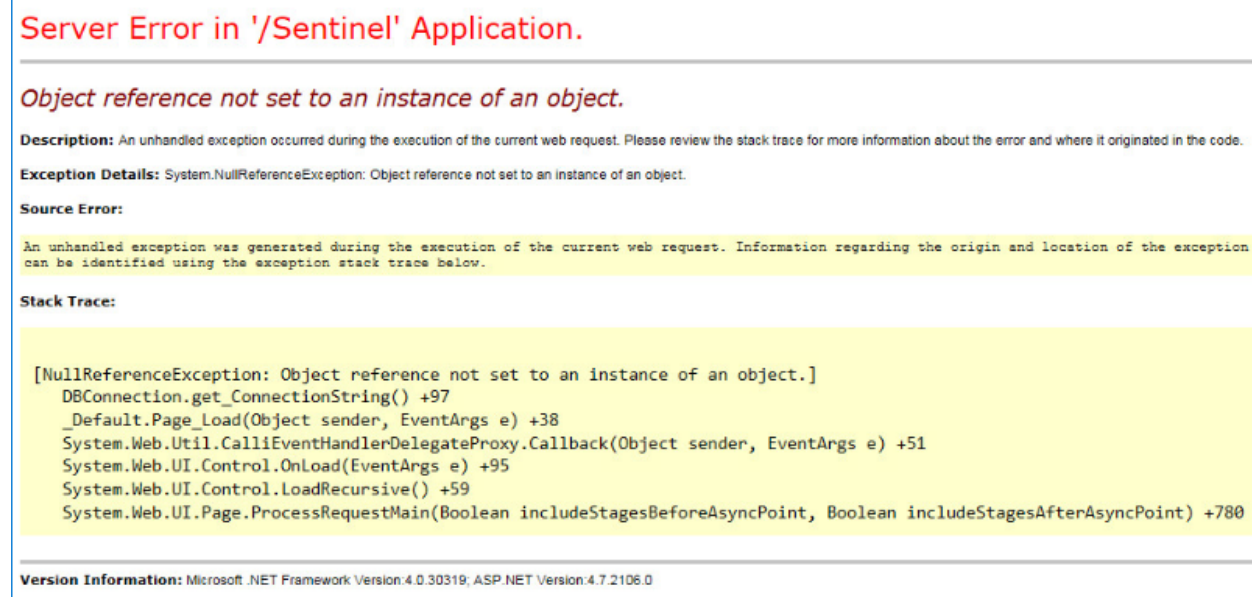 Server Error in '/Sentinel' Application.
Object reference not set to an instance of an object.
Description: An unhandled exception occurred during the execution of the current web request. Please review the stack trace for more information about the error and where it originated in the code.
Exception Details: System.NullReferenceException: Object reference not set to an instance of an object.
Source Error:
An unhandled exception was generated during the execution of the current web request. Information regarding the origin and location of the exception
can be identified using the exception stack trace below.
Stack Trace:
[NullReferenceException: Object reference not set to an instance of an object.]
DBConnection.get_ConnectionString() +97
_Default.Page_Load(Object sender, EventArgs e) +38
System.Web.Util.CalliEventHandlerDelegateProxy.Callback(Object sender, EventArgs e) +51
System.Web.UI.Control.OnLoad(EventArgs e) +95
System.Web.UI.Control.LoadRecursive() +59
System.Web.UI.Page.ProcessRequestMain(Boolean includeStagesBeforeAsyncPoint, Boolean includeStagesAfterAsyncPoint) +780
Version Information: Microsoft .NET Framework Version:4.0.30319; ASP.NET Version:4.7.2106.0